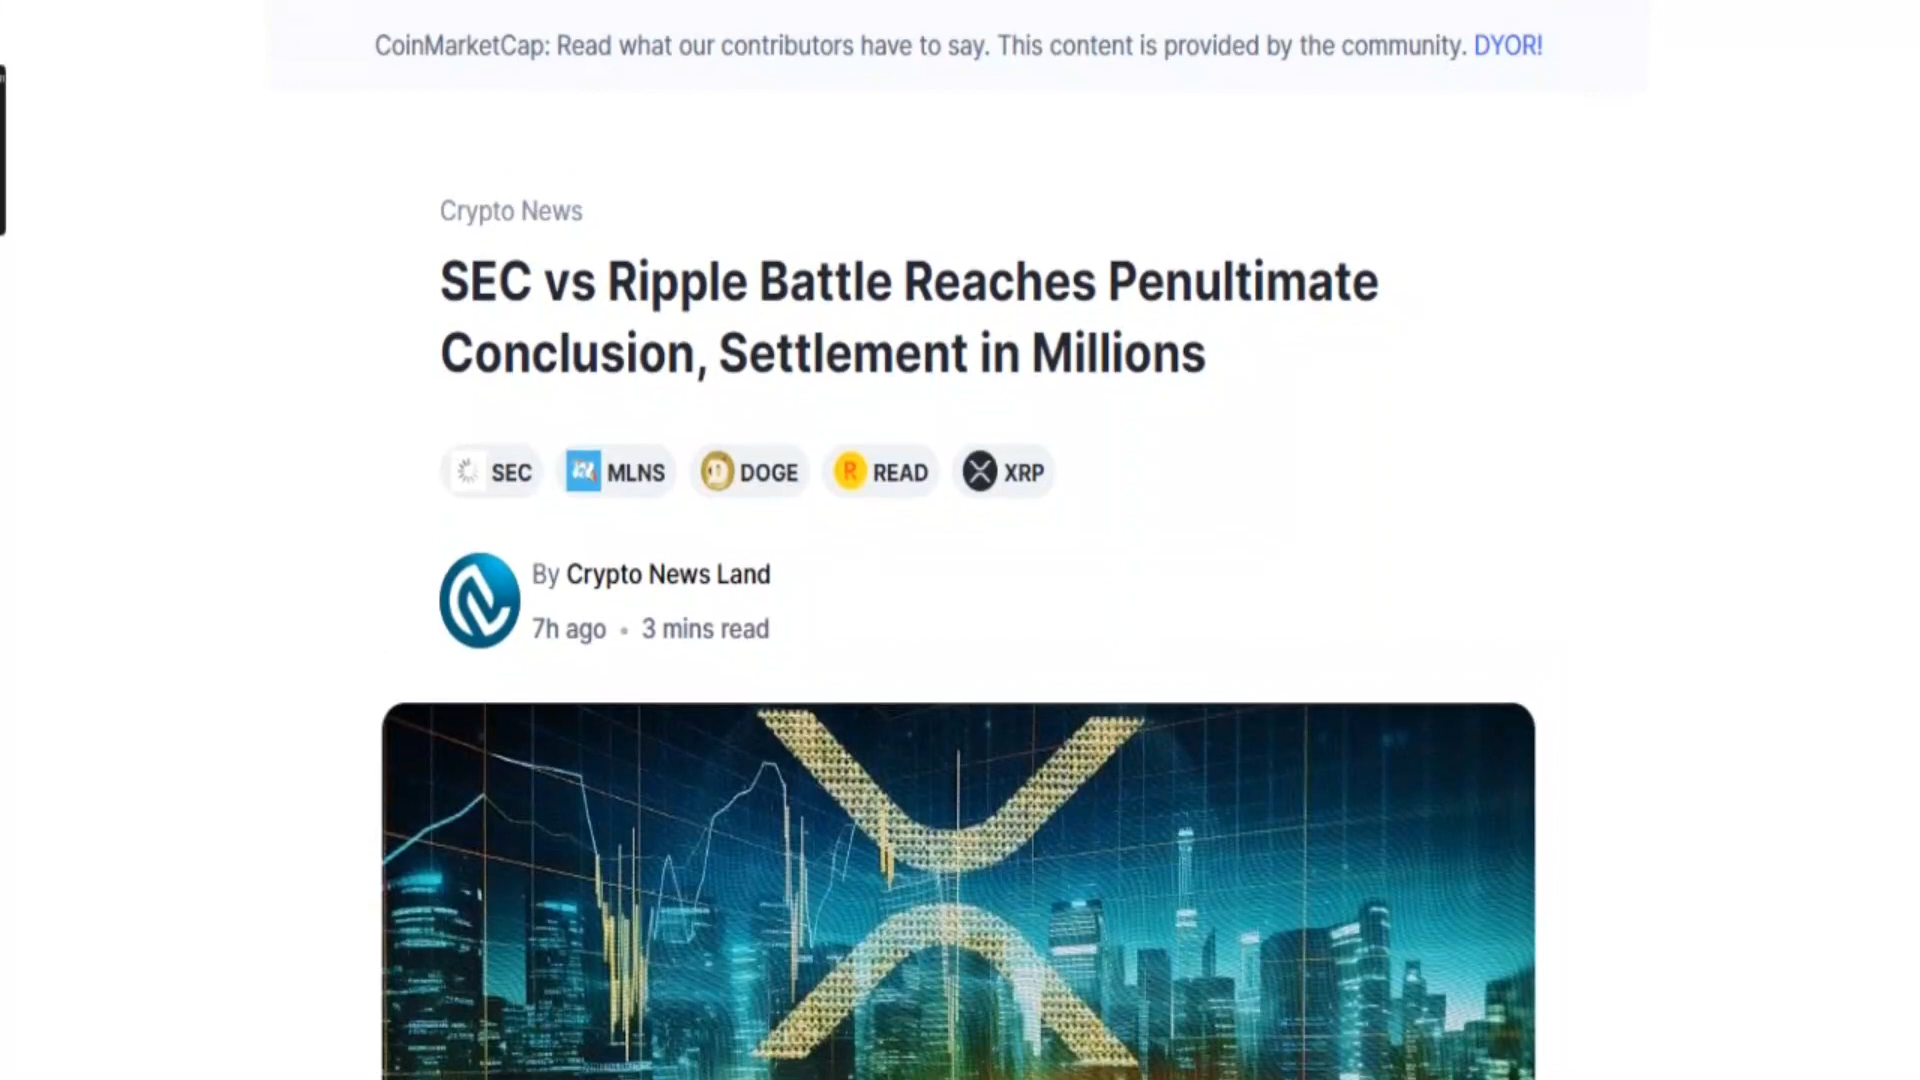 CoinMarketCap: Read what our contributors have to say. This content is provided by the community. DYOR!
Crypto News
SEC vs Ripple Battle Reaches Penultimate
Conclusion, Settlement in Millions
SEC MLNS DOGE READ XRP
By Crypto News Land
7h ago • 3 mins read